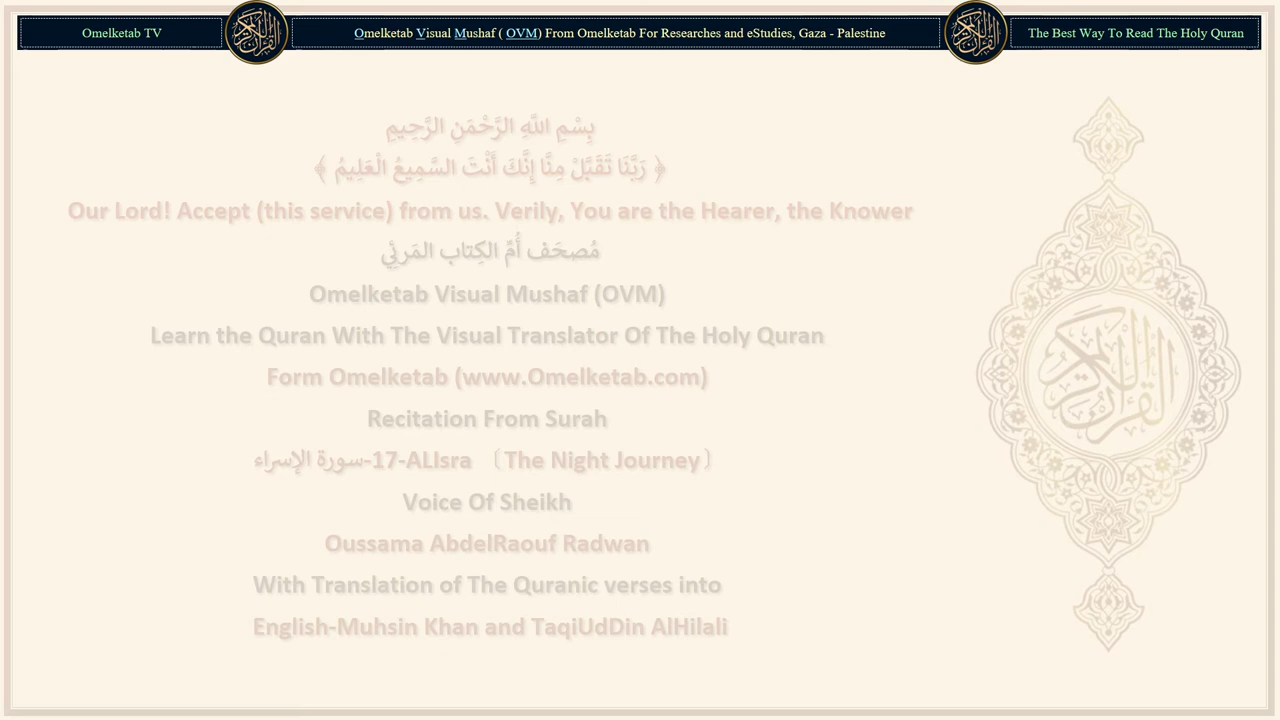 Omelketab TV
Omelketab Visual Mushaf ( OVM) From Omelketab For Researches and eStudies, Gaza - Palestine
The Best Way To Read The Holy Quran
بِسْمِ اللَّهِ الرَّحْمَنِ الرَّحِيمِ
﴿ رَبَّنَا تَقَبَّلْ مِنَّا إِنَّكَ أَنْتَ السَّمِيعُ الْعَلِيمُ ﴾
Our Lord! Accept (this service) from us. Verily, You are the Hearer, the Knower
مُصحَف أُمِّ الكِتاب المَرئِي
Omelketab Visual Mushaf (OVM)
Learn the Quran With The Visual Translator Of The Holy Quran
Form Omelketab (www.Omelketab.com)
Recitation From Surah
سورة الإسراء-17-ALIsra 〔The Night Journey〕
Voice Of Sheikh
Oussama AbdelRaouf Radwan
With Translation of The Quranic verses into
English-Muhsin Khan and TaqiUdDin AlHilali
القرآن الكريم